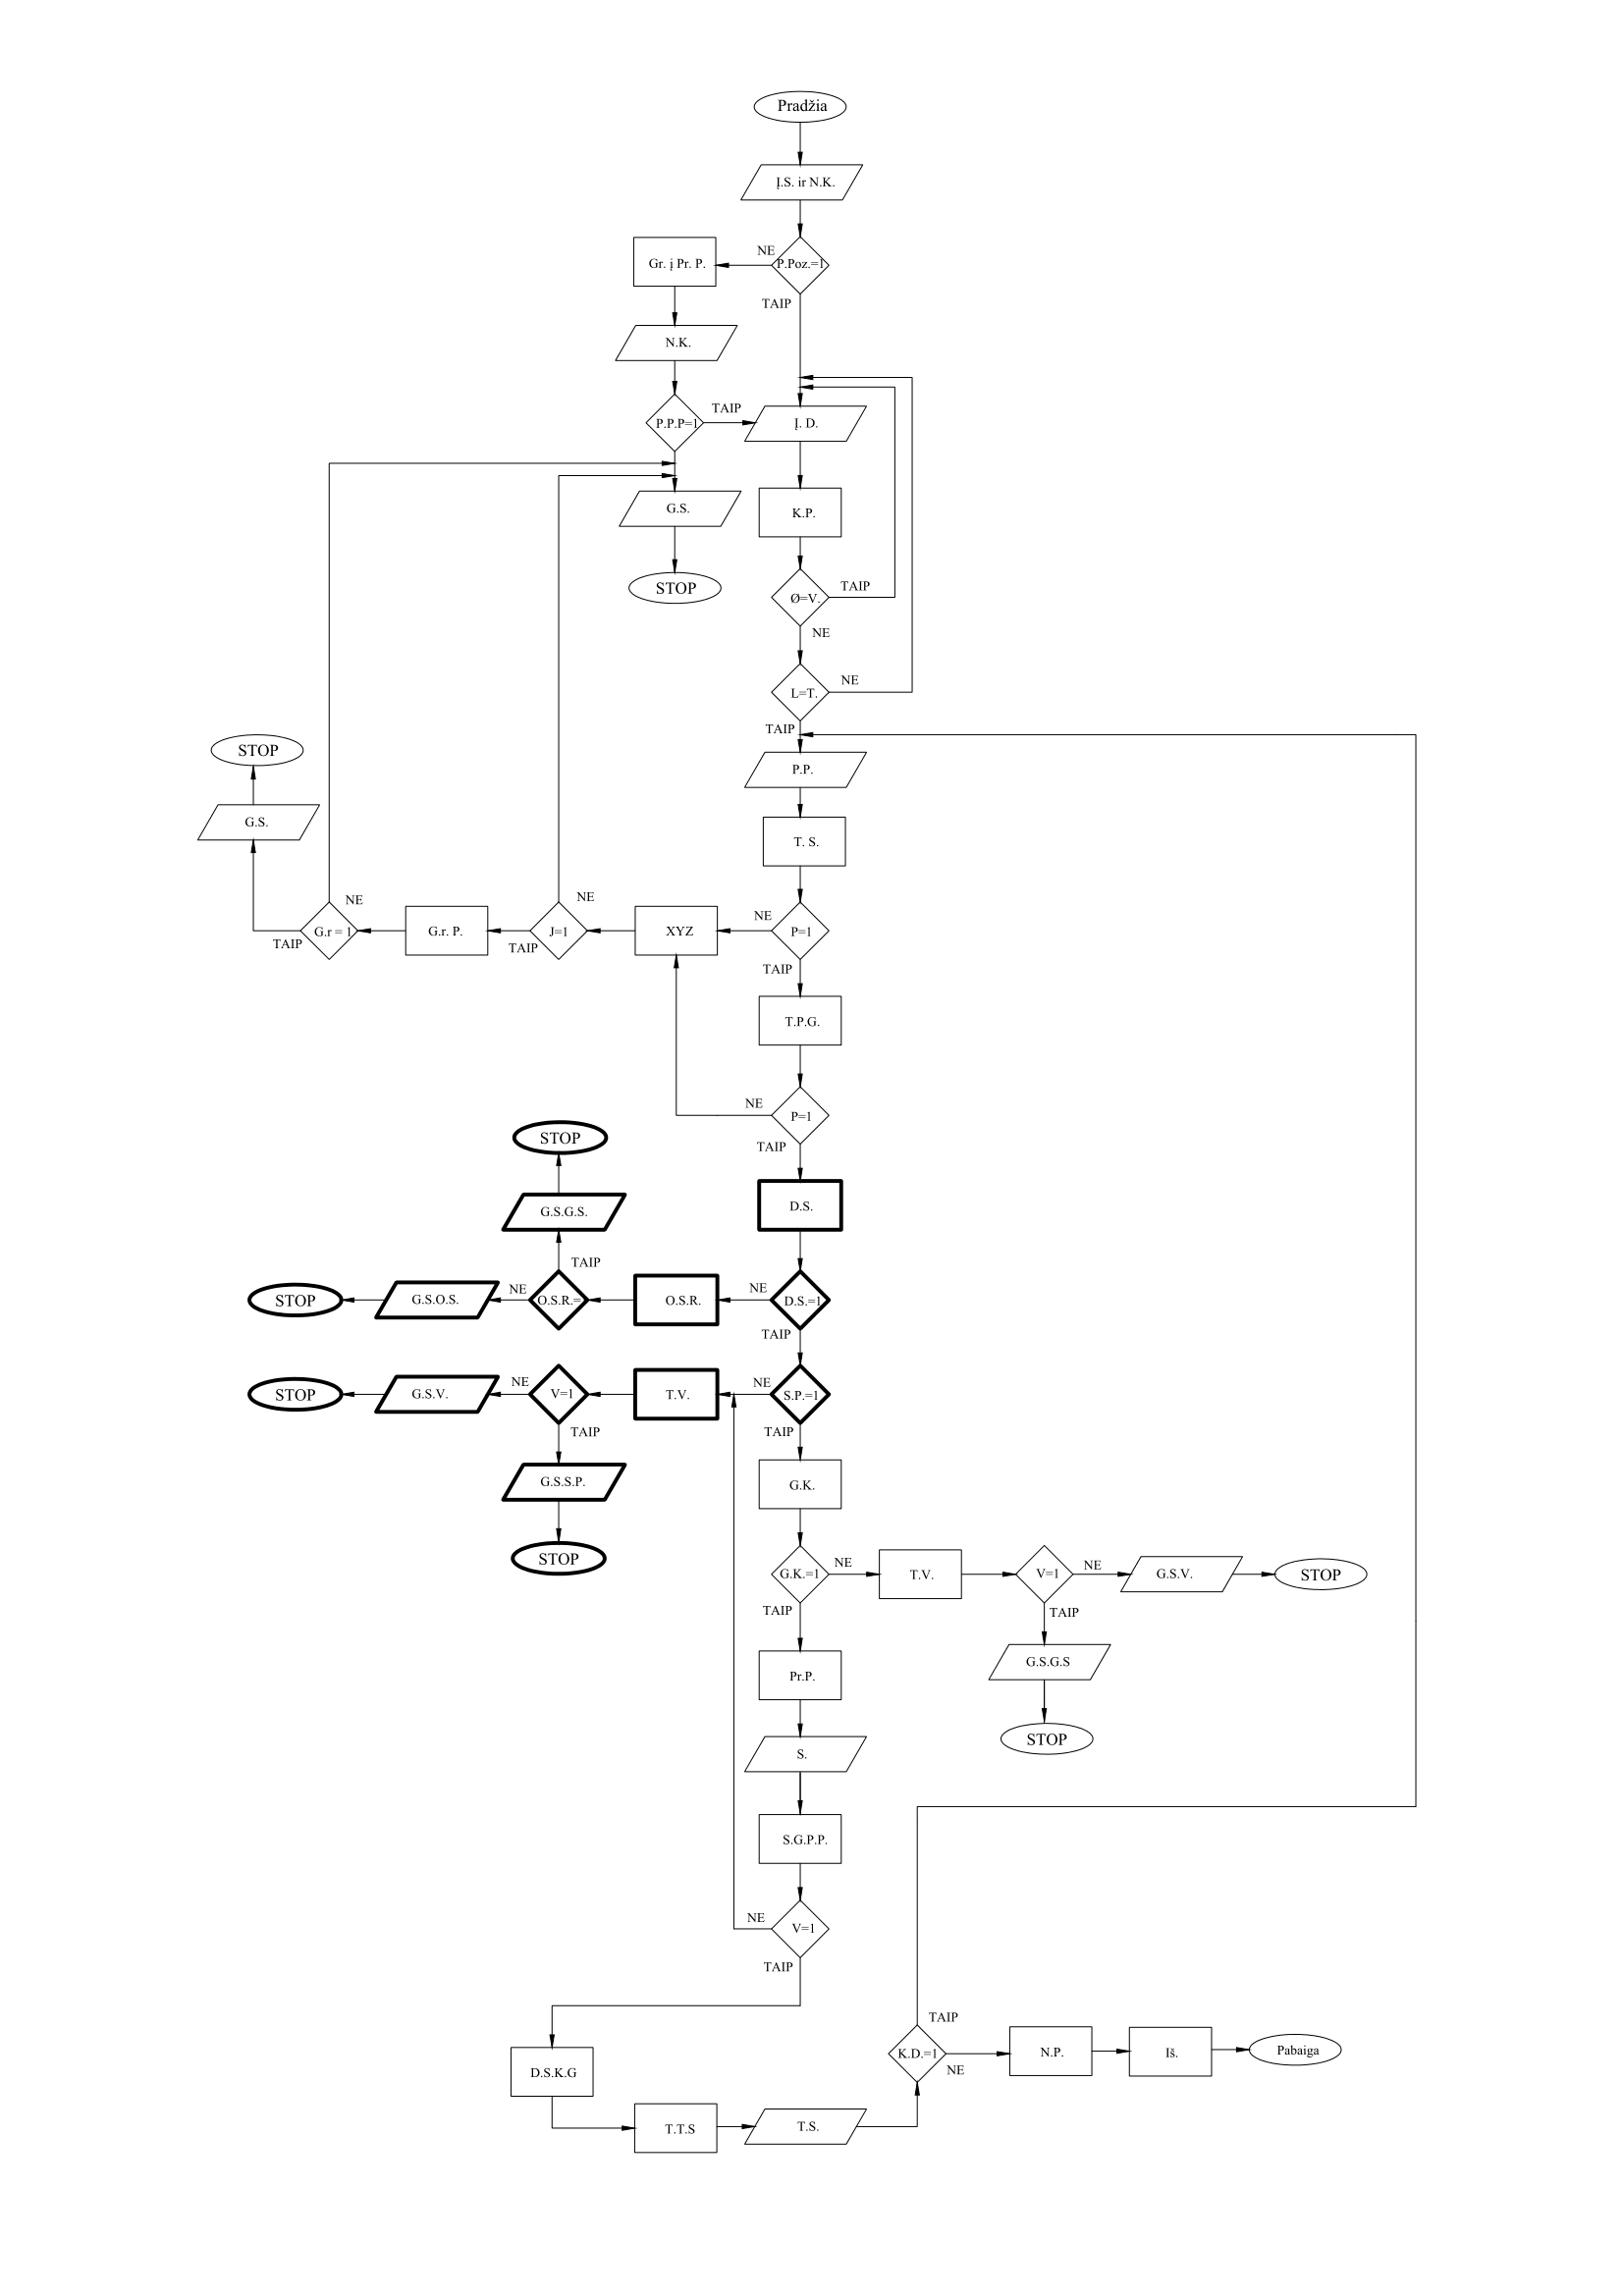 Pradžia
Į.S. ir N.K.
NE
Gr. į Pr. P.
P.Poz.=1
TAIP
N.K.
TAIP
P.P.P=1
Į. D.
G.S.
K.P.
STOP
TAIP
Ø=V.
NE
NE
L=T.
TAIP
STOP
P.P.
G.S.
T. S.
NE
NE
NE
G.r = 1
G.r. P.
J=1
XYZ
P=1
TAIP
TAIP
TAIP
T.P.G.
NE
P=1
STOP
TAIP
D.S.
G.S.G.S.
TAIP
NE
NE
STOP
G.S.O.S.
O.S.R.=
O.S.R.
D.S.=1
TAIP
NE
NE
STOP
G.S.V.
V=1
T.V.
S.P.=1
TAIP
TAIP
G.S.S.P.
G.K.
STOP
NE
NE
G.K.=1
T.V.
V=1
G.S.V.
STOP
TAIP
TAIP
G.S.G.S
Pr.P.
STOP
S.
S.G.P.P.
NE
V=1
TAIP
TAIP
K.D.=1
N.P.
Iš.
Pabaiga
NE
D.S.K.G
T.T.S
T.S.